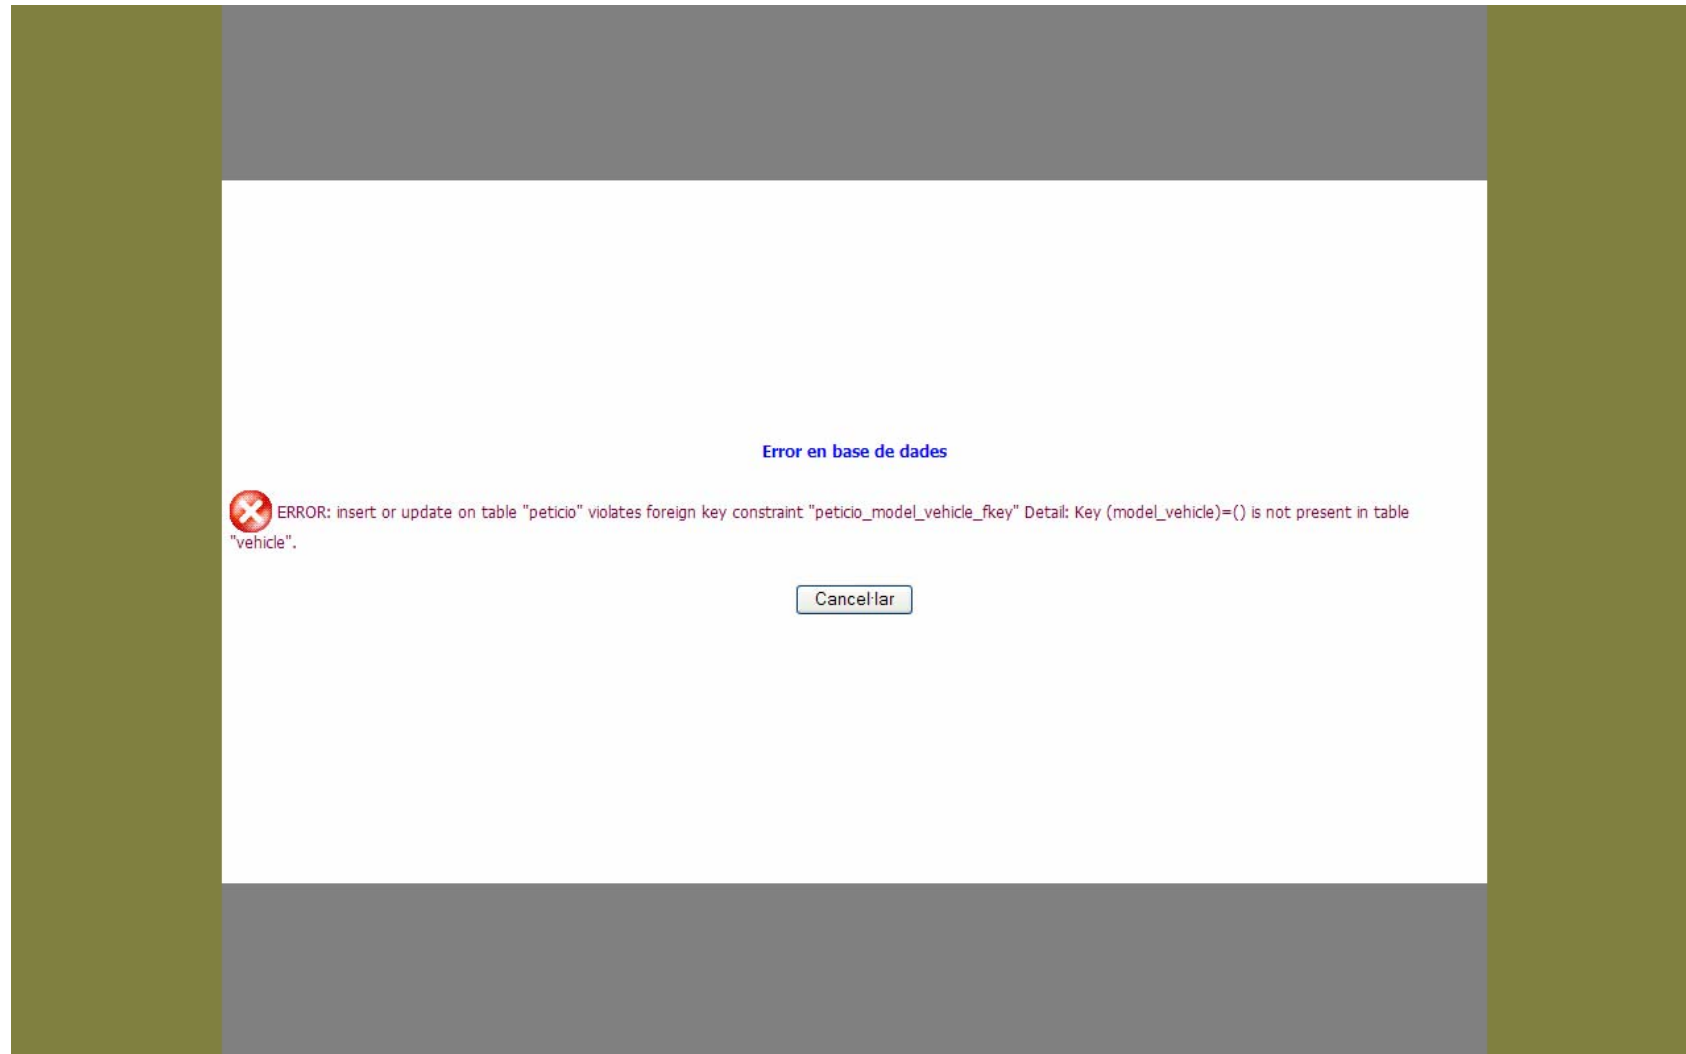 Error en base de dades
ERROR: insert or update on table "peticio" violates foreign key constraint "peticio_model_vehicle_fkey" Detail: Key (model_vehicle)=() is not present in table
"vehicle".
Cancel·lar